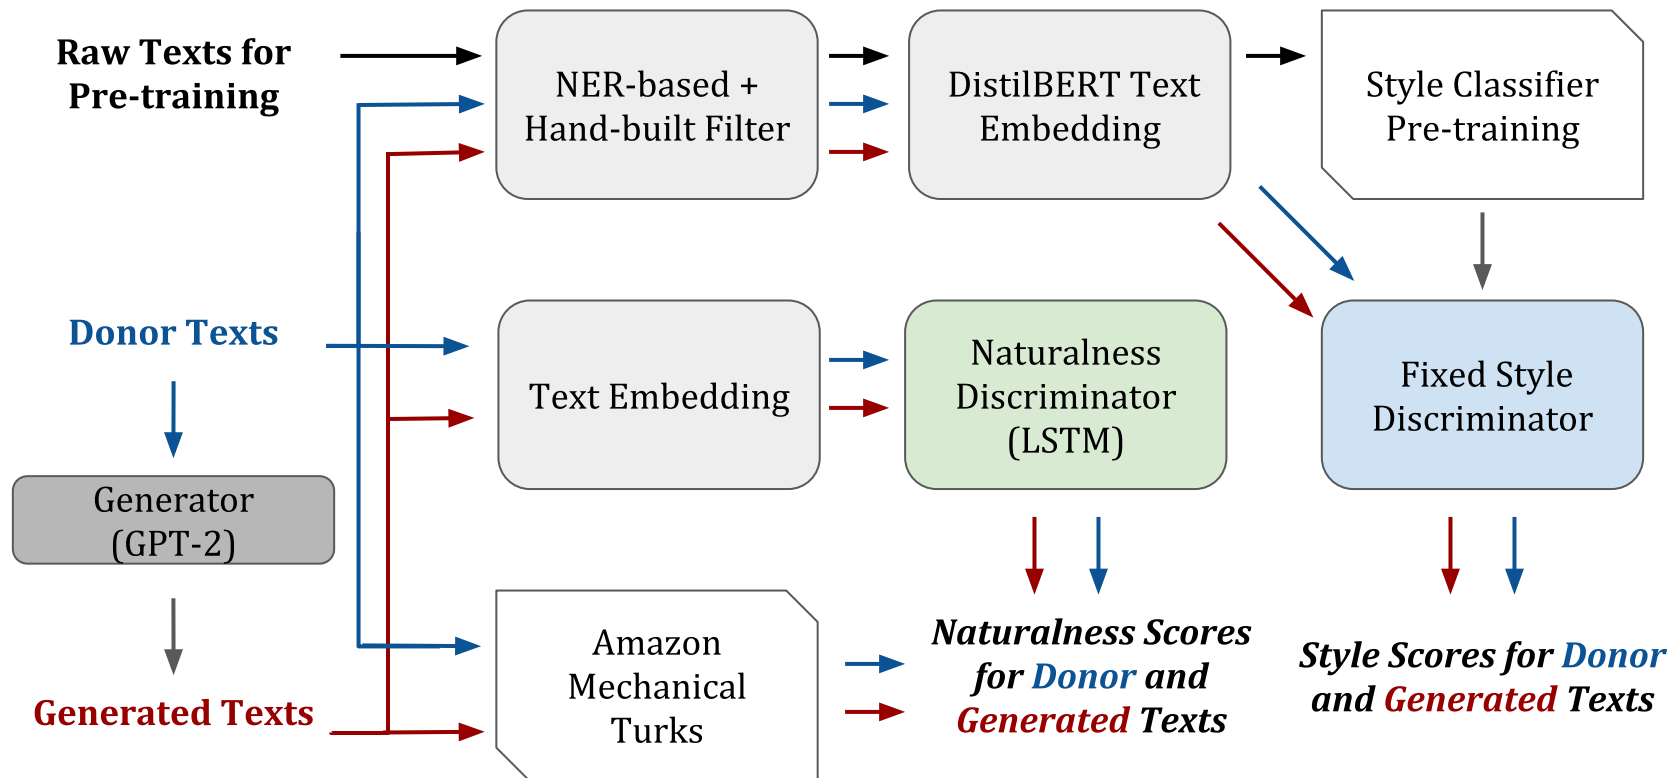 Raw Texts for
Pre-training
NER-based +
Hand-built Filter
DistilBERT Text
Embedding
Style Classifier
Pre-training
Donor Texts
Text Embedding
Naturalness
Discriminator
(LSTM)
Fixed Style
Discriminator
Generator
(GPT-2)
Generated Texts
Amazon
Mechanical
Turks
Naturalness Scores
for Donor and
Generated Texts
Style Scores for Donor
and Generated Texts